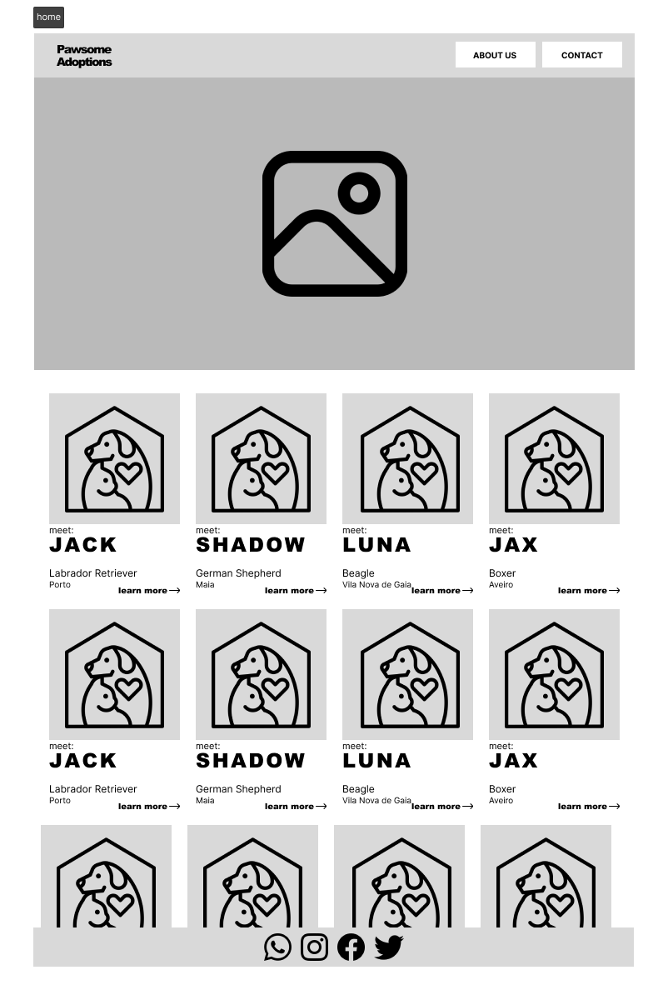 home
Pawsome
Adoptions
ABOUT US
CONTACT
meet:
JACK
Labrador Retriever
Porto
learn more
meet:
SHADOW
German Shepherd
Maia
learn more
meet:
LUNA
Beagle
Vila Nova de Gaia
learn more
meet:
JAX
Boxer
Aveiro
learn more
meet:
JACK
Labrador Retriever
Porto
learn more
meet:
SHADOW
German Shepherd
Maia
learn more
meet:
LUNA
Beagle
Vila Nova de Gaia
learn more
meet:
JAX
Boxer
Aveiro
learn more